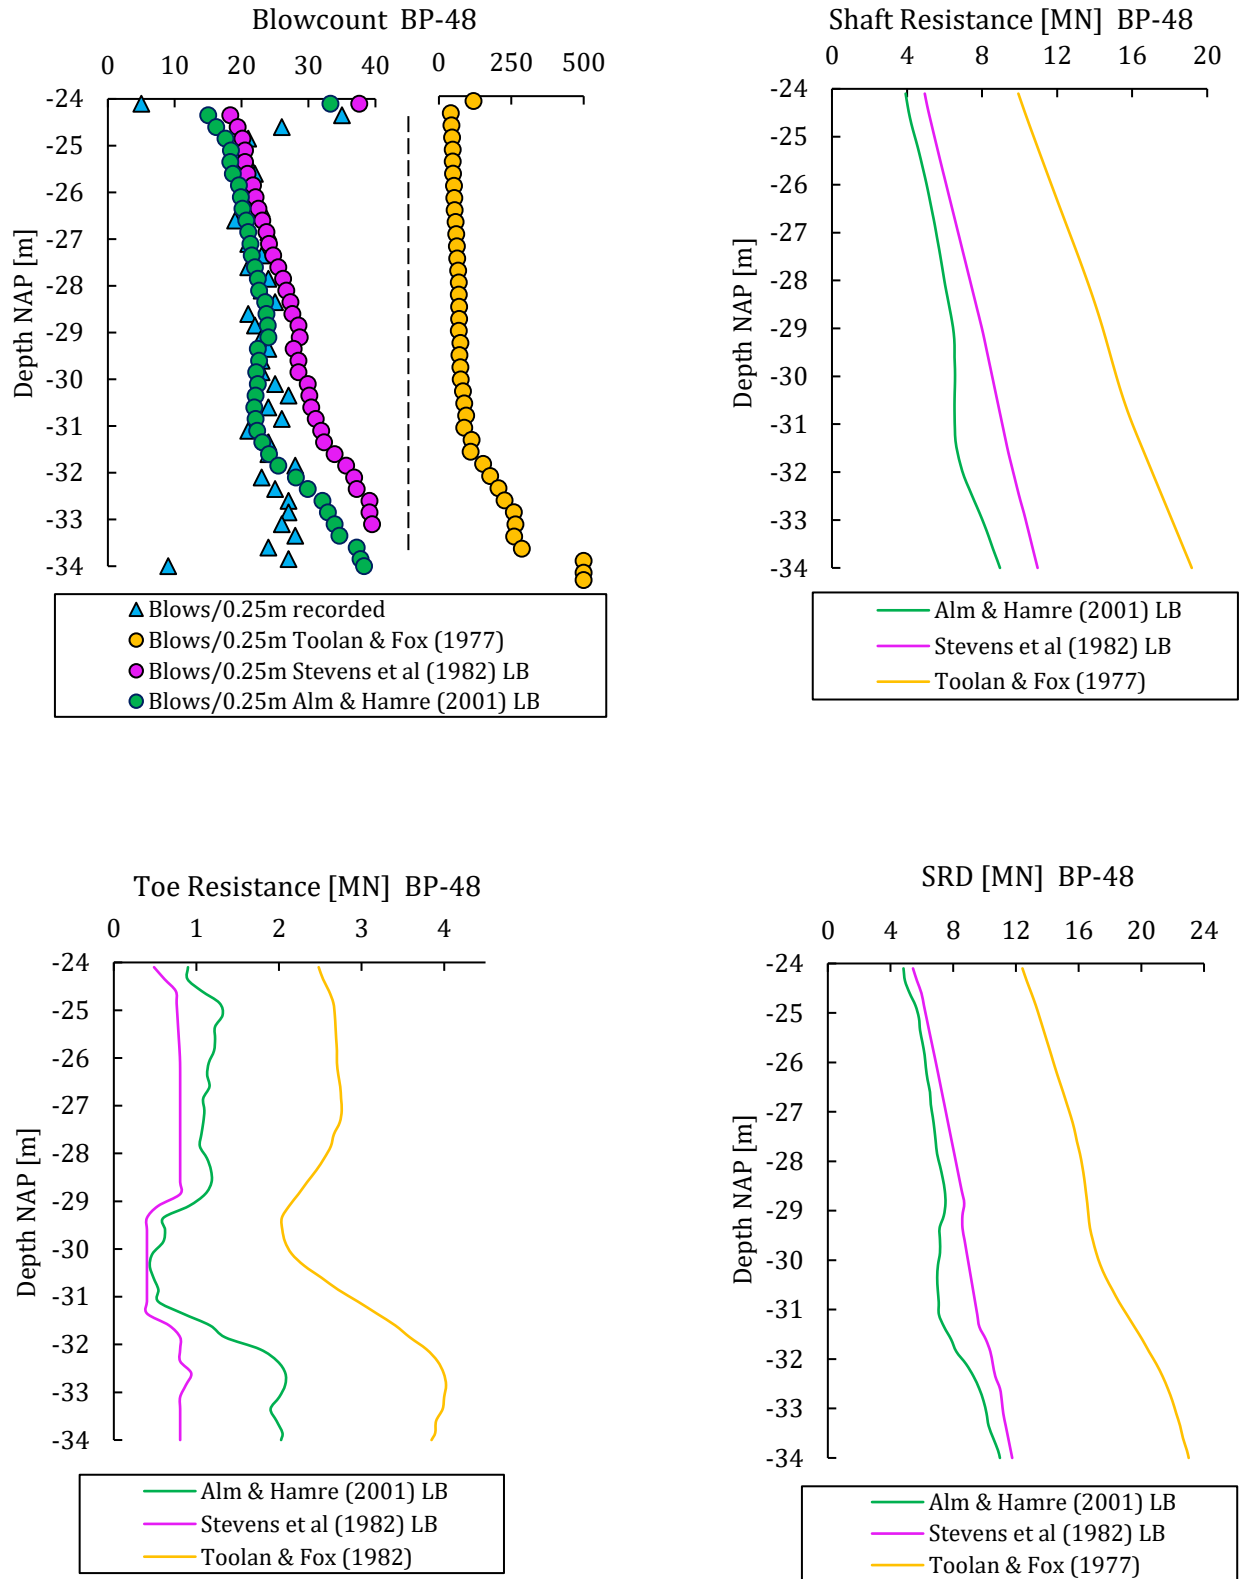 Blowcount BP-48
0 10 20 30 40
0 250 500
Depth NAP [m]
-24
-25
-26
-27
-28
-29
-30
-31
-32
-33
-34
Blows/0.25m recorded
Blows/0.25m Toolan & Fox (1977)
Blows/0.25m Stevens et al (1982) LB
Blows/0.25m Alm & Hamre (2001) LB
Shaft Resistance [MN] BP-48
0 4 8 12 16 20
Depth NAP [m]
-24
-25
-26
-27
-28
-29
-30
-31
-32
-33
-34
Alm & Hamre (2001) LB
Stevens et al (1982) LB
Toolan & Fox (1977)
Toe Resistance [MN] BP-48
0 1 2 3 4
Depth NAP [m]
-24
-25
-26
-27
-28
-29
-30
-31
-32
-33
-34
Alm & Hamre (2001) LB
Stevens et al (1982) LB
Toolan & Fox (1982)
SRD [MN] BP-48
0 4 8 12 16 20 24
Depth NAP [m]
-24
-25
-26
-27
-28
-29
-30
-31
-32
-33
-34
Alm & Hamre (2001) LB
Stevens et al (1982) LB
Toolan & Fox (1977)